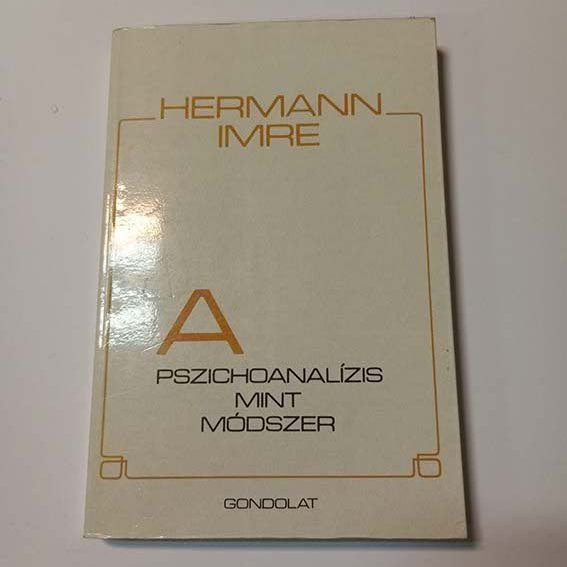 HERMANN
IMRE
A
PSZICHOANALÍZIS
MINT
MÓDSZER
GONDOLAT